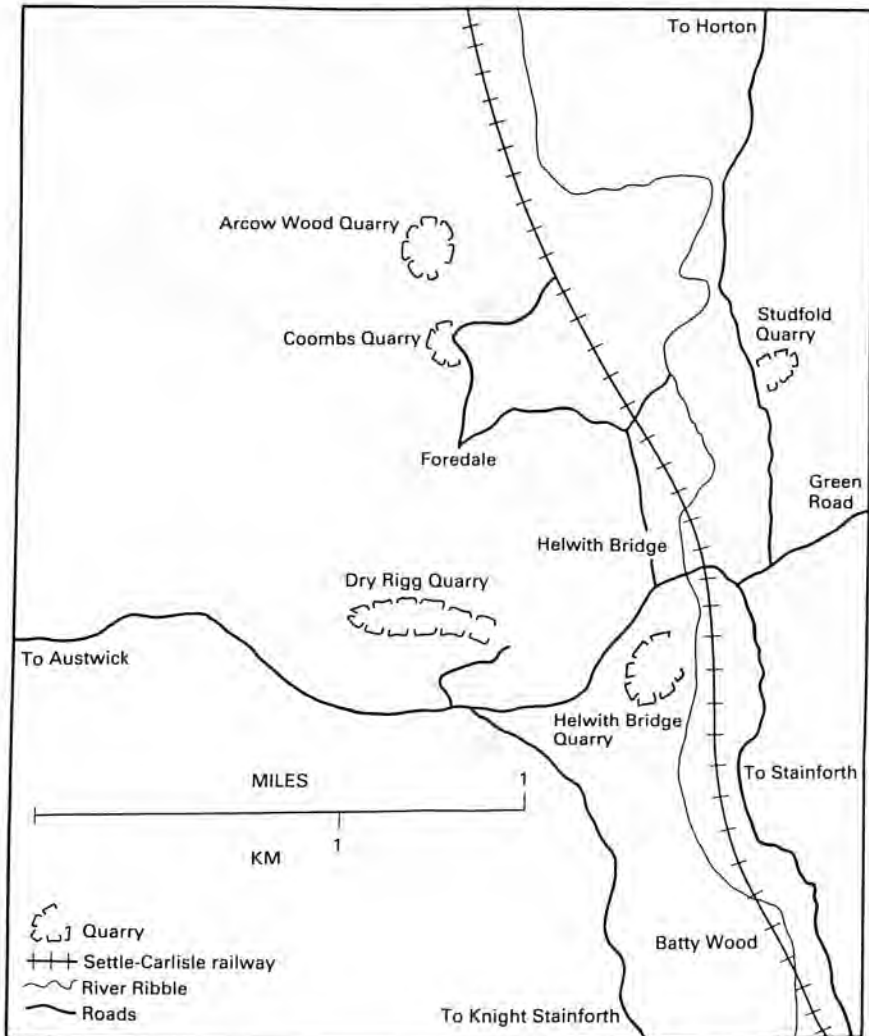 To Horton
Arcow Wood Quarry
Coombs Quarry
Studfold
Quarry
Foredale
Green
Road
Helwith Bridge
Dry Rigg Quarry
To Austwick
Helwith Bridge
Quarry
To Stainforth
MILES
1
KM
1
Quarry
Settle-Carlisle railway
River Ribble
Roads
Batty Wood
To Knight Stainforth